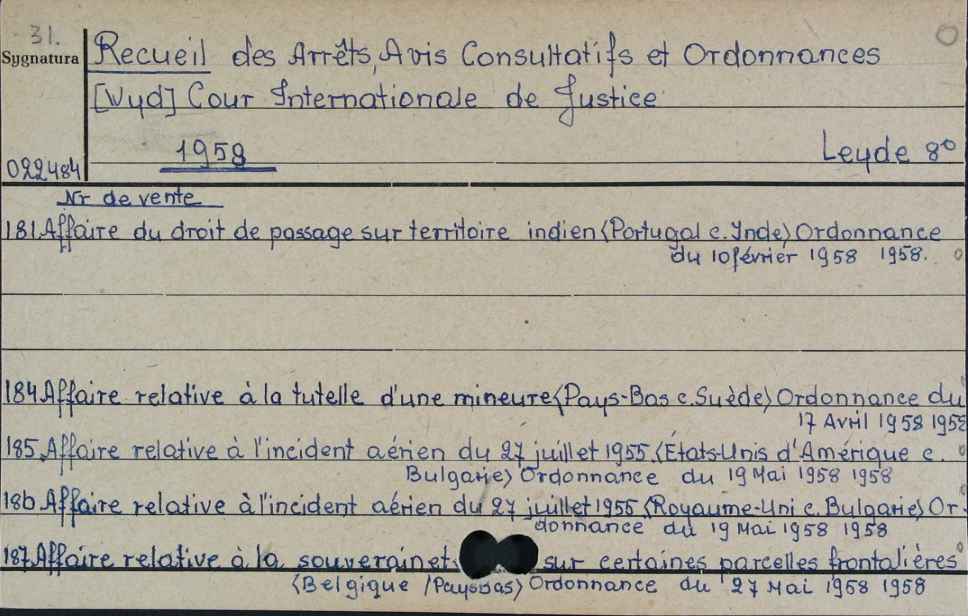 31.
Sygnatura
Recueil des Arrêts, Avis Consultatifs et Ordonnances
[Wyd] Cour Internationale de Justice
1958 Leyde 8º
022484
Nr de vente
181. Affaire du droit de passage sur territoire indien (Portugal c. Inde) Ordonnance
du 10 février 1958 1958.
184 Affaire relative à la tutelle d'une mineure (Pays-Bas c. Suède) Ordonnance du
17 Avril 1958 1958
185. Affaire relative à l'incident aérien du 27 juillet 1955. (États-Unis d'Amérique c.
Bulgarie) Ordonnance du 19 Mai 1958 1958
186 Affaire relative à l'incident aérien du 27 juillet 1955 (Royaume-Uni c. Bulgarie) Or-
donnance du 19 Mai 1958 1958
187. Affaire relative à la souverainet sur certaines parcelles frontalières
(Belgique / Pays-Bas) Ordonnance du 27 Mai 1958 1958